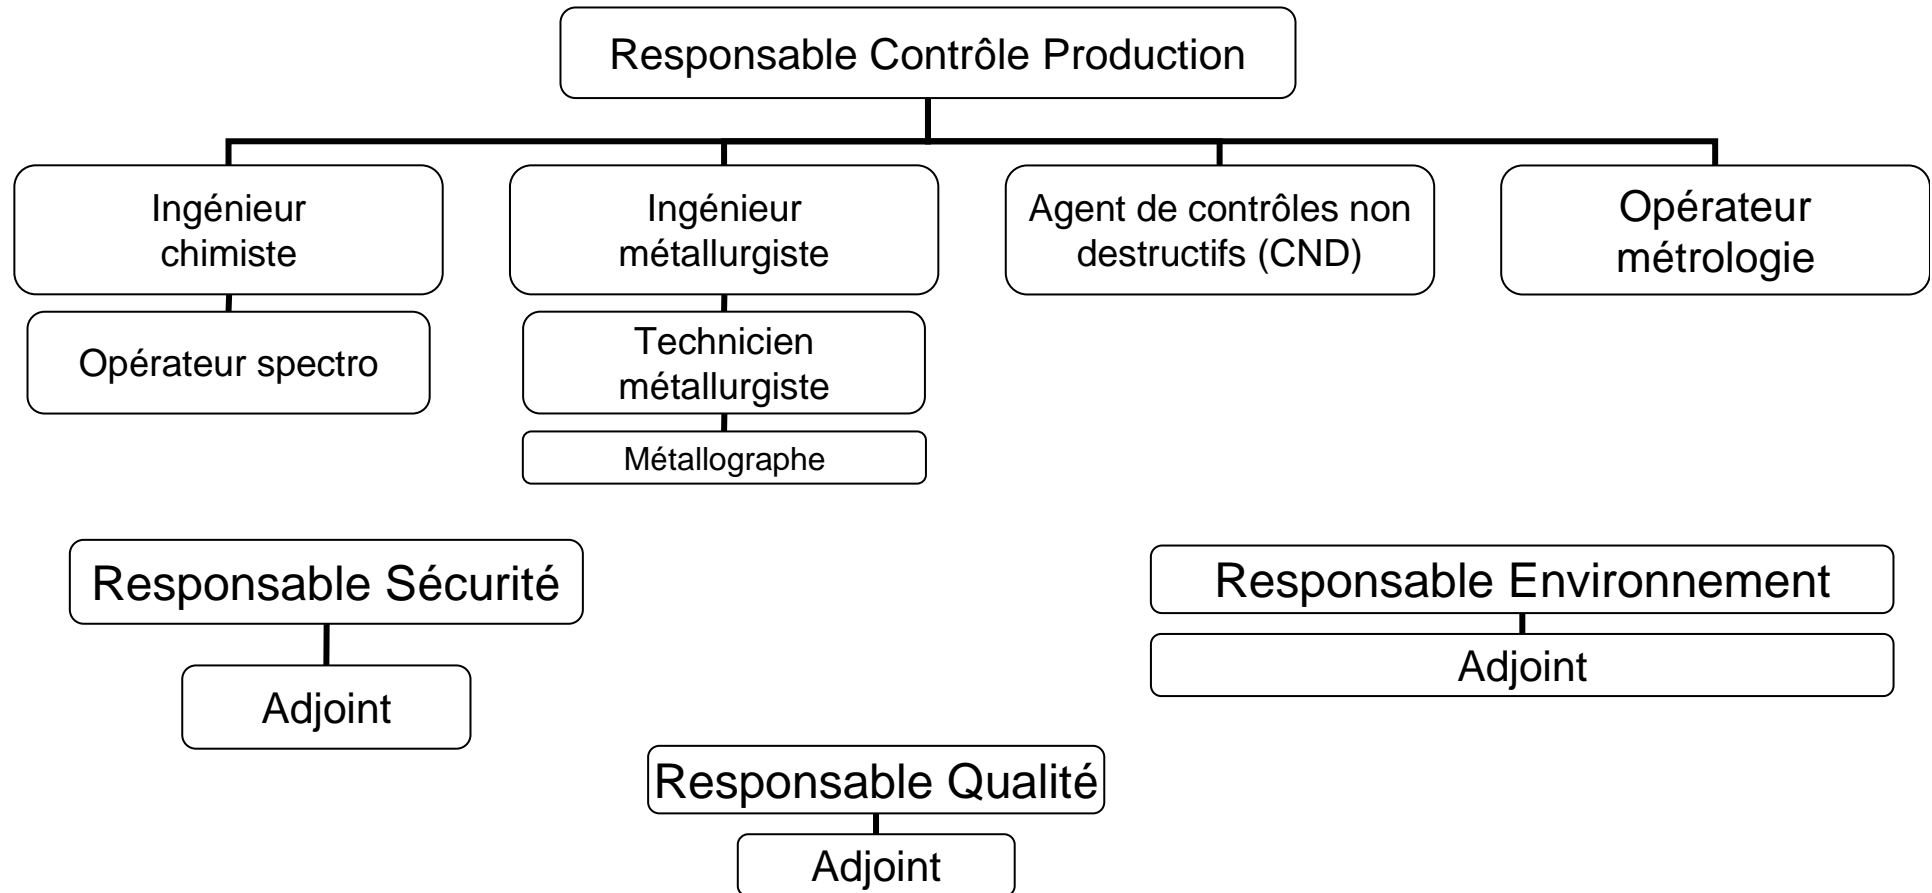 Responsable Contrôle Production
Ingénieur
chimiste
Ingénieur
métallurgiste
Agent de contrôles non
destructifs (CND)
Opérateur
métrologie
Opérateur spectro
Technicien
métallurgiste
Métallographe
Responsable Sécurité
Adjoint
Responsable Environnement
Adjoint
Responsable Qualité
Adjoint